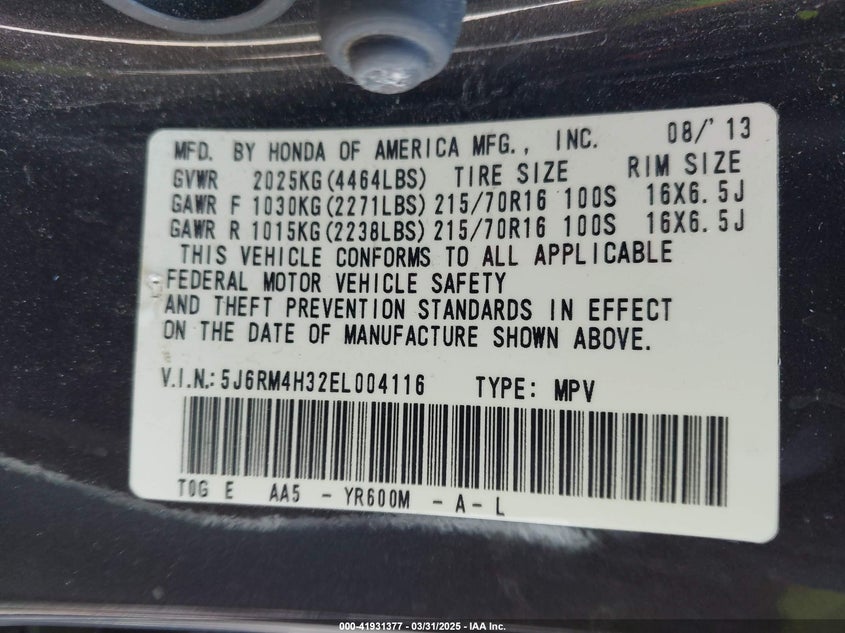 MFD. BY HONDA OF AMERICA MFG., INC. 08/'13
GVWR 2025KG(4464LBS) TIRE SIZE RIM SIZE
GAWR F 1030KG(2271LBS) 215/70R16 100S 16X6.5J
GAWR R 1015KG(2238LBS) 215/70R16 100S 16X6.5J
THIS VEHICLE CONFORMS TO ALL APPLICABLE
FEDERAL MOTOR VEHICLE SAFETY
AND THEFT PREVENTION STANDARDS IN EFFECT
ON THE DATE OF MANUFACTURE SHOWN ABOVE.
V.I.N.: 5J6RM4H32EL004116 TYPE: MPV
T0G E AA5 - YR600M - A - L
000-41931377 - 03/31/2025 - IAA Inc.